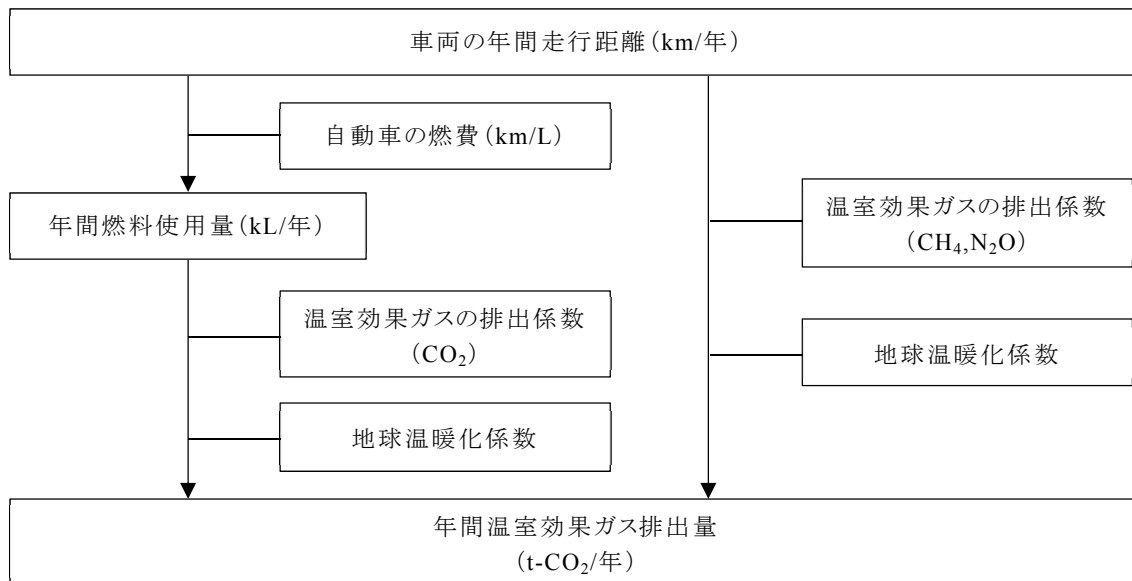 車両の年間走行距離(km/年)
自動車の燃費(km/L)
年間燃料使用量(kL/年)
温室効果ガスの排出係数
(CO₂)
地球温暖化係数
温室効果ガスの排出係数
(CH₄,N₂O)
地球温暖化係数
年間温室効果ガス排出量
(t-CO₂/年)